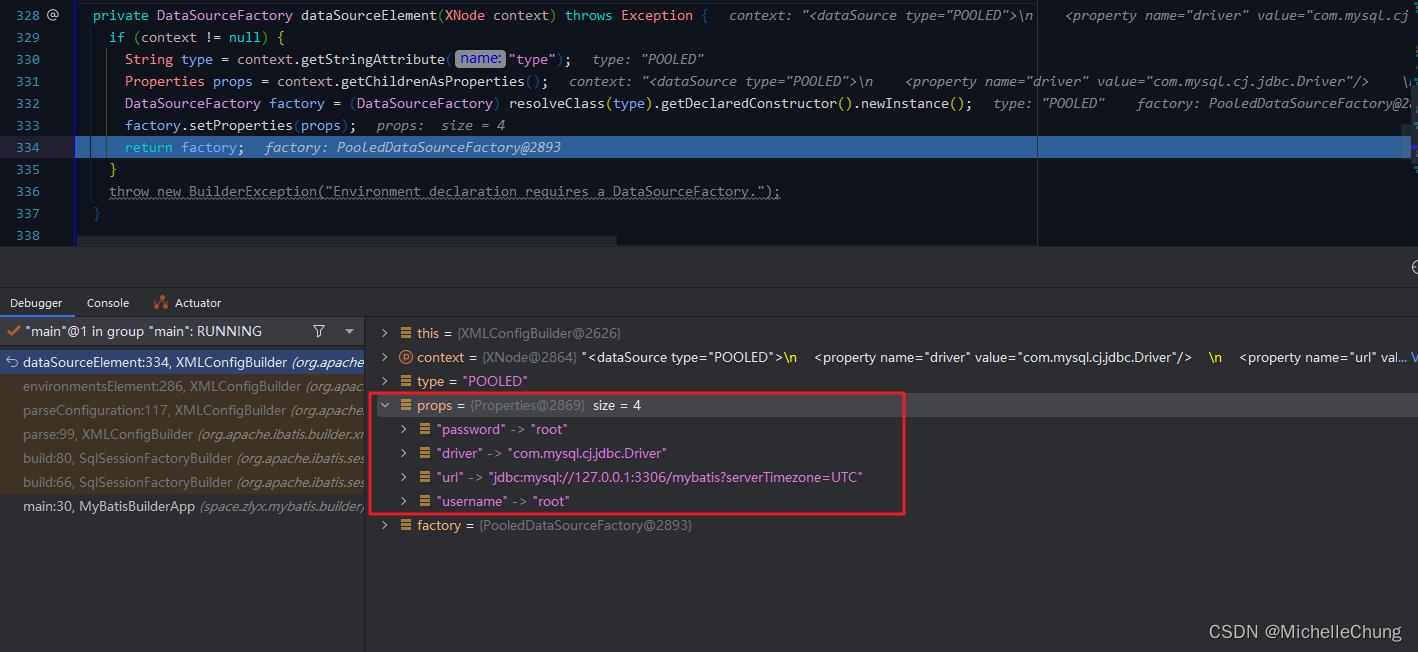 328 @ private DataSourceFactory dataSourceElement(XNode context) throws Exception { context: "<dataSource type="POOLED">\n <property name="driver" value="com.mysql.cj
329 if (context != null) {
330 String type = context.getStringAttribute( name: "type"); type: "POOLED"
331 Properties props = context.getChildrenAsProperties(); context: "<dataSource type="POOLED">\n <property name="driver" value="com.mysql.cj.jdbc.Driver"/> \n
332 DataSourceFactory factory = (DataSourceFactory) resolveClass(type).getDeclaredConstructor().newInstance(); type: "POOLED" factory: PooledDataSourceFactory@2
333 factory.setProperties(props); props: size = 4
334 return factory; factory: PooledDataSourceFactory@2893
335 }
336 throw new BuilderException("Environment declaration requires a DataSourceFactory.");
337 }
338
Debugger Console Actuator
"main"@1 in group "main": RUNNING
dataSourceElement:334, XMLConfigBuilder (org.apache
environmentsElement:286, XMLConfigBuilder (org.apac
parseConfiguration:117, XMLConfigBuilder (org.apache.
parse:99, XMLConfigBuilder (org.apache.ibatis.builder.x
build:80, SqlSessionFactoryBuilder (org.apache.ibatis.ses
build:66, SqlSessionFactoryBuilder (org.apache.ibatis.ses
main:30, MyBatisBuilderApp (space.zlyx.mybatis.builder)
this = {XMLConfigBuilder@2626}
context = {XNode@2864} "<dataSource type="POOLED">\n <property name="driver" value="com.mysql.cj.jdbc.Driver"/> \n <property name="url" val... V
type = "POOLED"
props = {Properties@2869} size = 4
"password" -> "root"
"driver" -> "com.mysql.cj.jdbc.Driver"
"url" -> "jdbc:mysql://127.0.0.1:3306/mybatis?serverTimezone=UTC"
"username" -> "root"
factory = {PooledDataSourceFactory@2893}
CSDN @MichelleChung